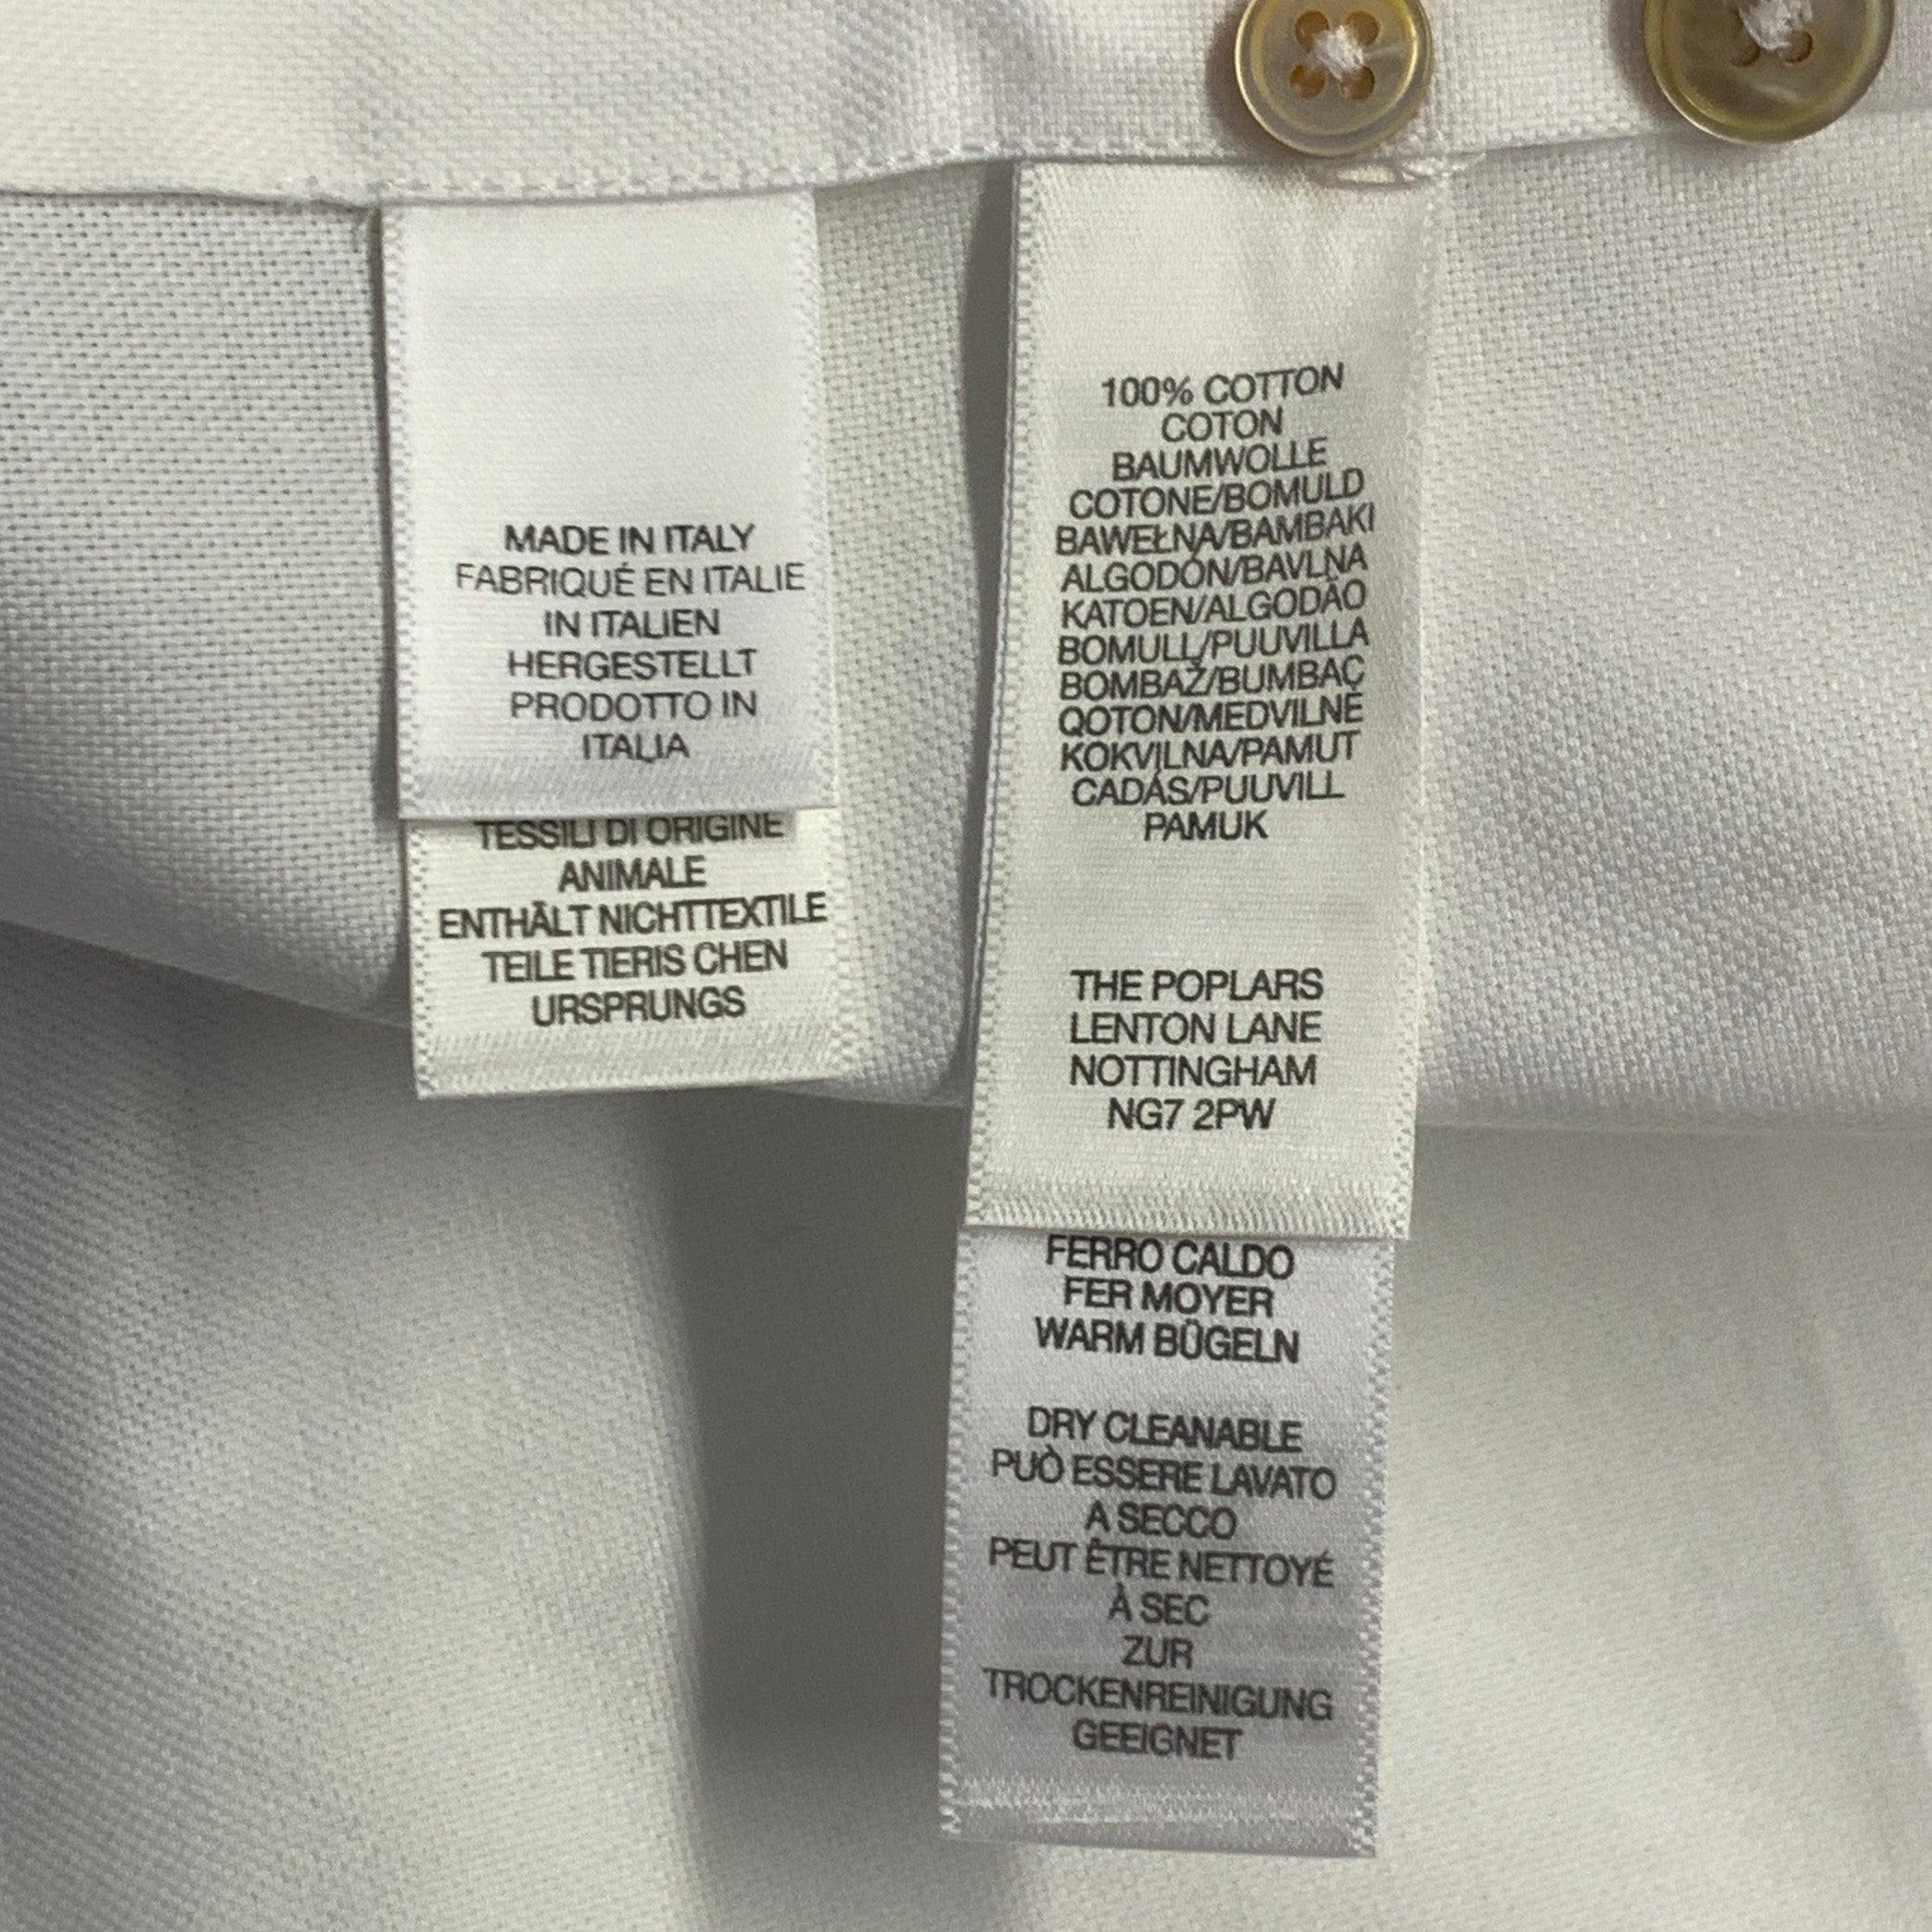 MADE IN ITALY
FABRIQUÉ EN ITALIE
IN ITALIEN
HERGESTELLT
PRODOTTO IN
ITALIA
TESSILI DI ORIGINE
ANIMALE
ENTHÄLT NICHTTEXTILE
TEILE TIERIS CHEN
URSPRUNGS
100% COTTON
COTON
BAUMWOLLE
COTONE/BOMULD
BAWEŁNA/BAMBAKI
ALGODÓN/BAVLNA
KATOEN/ALGODÃO
BOMULL/PUUVILLA
BOMBAŽ/BUMBAC
QOTON/MEDVILNĖ
KOKVILNA/PAMUT
CADÁS/PUUVILL
PAMUK
THE POPLARS
LENTON LANE
NOTTINGHAM
NG7 2PW
FERRO CALDO
FER MOYER
WARM BÜGELN
DRY CLEANABLE
PUÒ ESSERE LAVATO
A SECCO
PEUT ÊTRE NETTOYÉ
À SEC
ZUR
TROCKENREINIGUNG
GEEIGNET